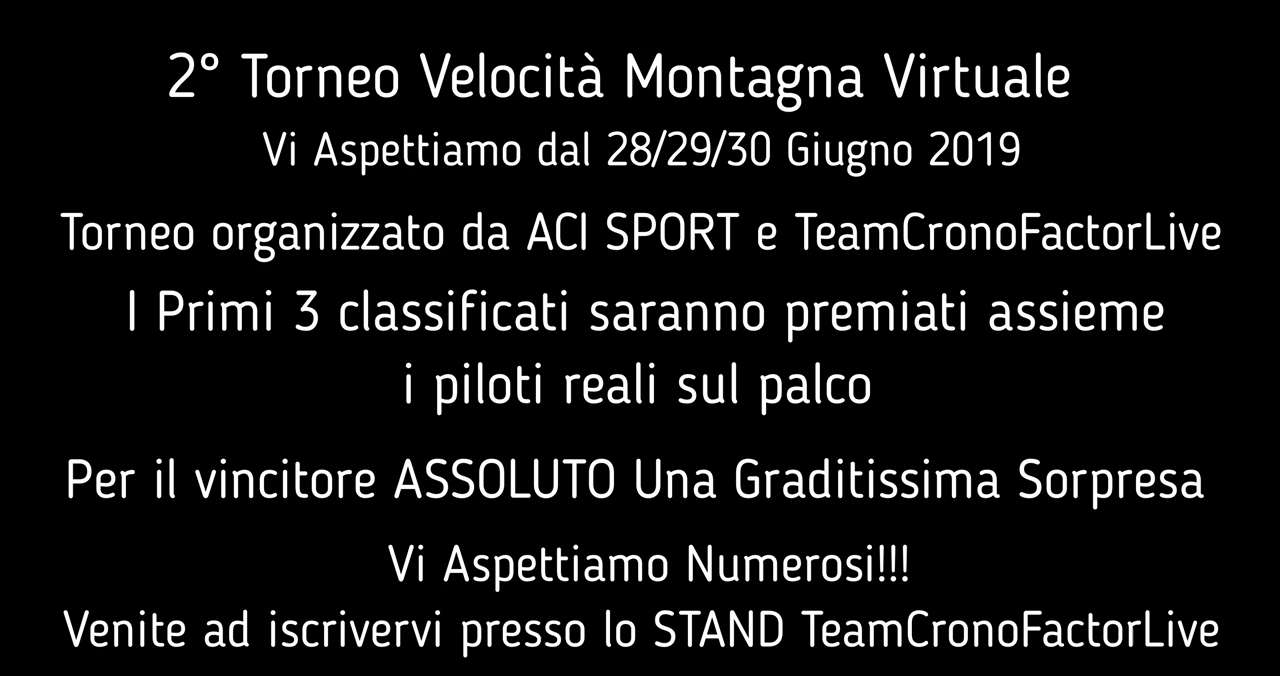 2° Torneo Velocità Montagna Virtuale
Vi Aspettiamo dal 28/29/30 Giugno 2019
Torneo organizzato da ACI SPORT e TeamCronoFactorLive
I Primi 3 classificati saranno premiati assieme
i piloti reali sul palco
Per il vincitore ASSOLUTO Una Graditissima Sorpresa
Vi Aspettiamo Numerosi!!!
Venite ad iscrivervi presso lo STAND TeamCronoFactorLive